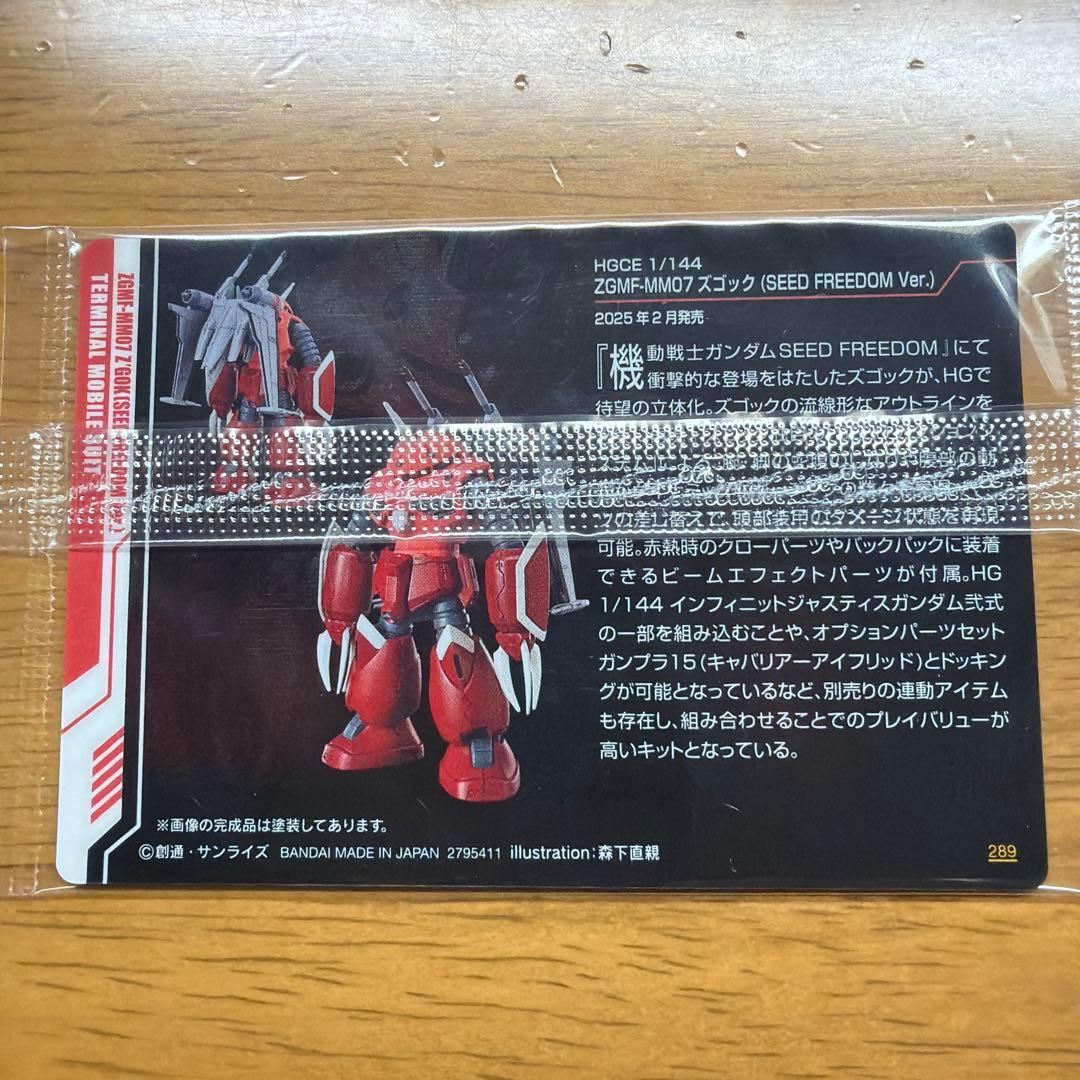 ZGMF-MM07 Z'GOK(SEED
TERMINAL MOBILE SUIT
HGCE 1/144
ZGMF-MM07 ズゴック (SEED FREEDOM Ver.)
2025年2月発売
『機動戦士ガンダムSEED FREEDOM』にて
衝撃的な登場をはたしたズゴックが、HGで
待望の立体化。ズゴックの流線形なアウトラインを
の差し替えで、頭部装甲のダメージ状態を再現
可能。赤熱時のクローパーツやバックパックに装着
できるビームエフェクトパーツが付属。HG
1/144 インフィニットジャスティスガンダム弐式
の一部を組み込むことや、オプションパーツセット
ガンプラ15(キャバリアーアイフリッド)とドッキン
グが可能となっているなど、別売りの連動アイテム
も存在し、組み合わせることでのプレイバリューが
高いキットとなっている。
※画像の完成品は塗装してあります。
©創通・サンライズ BANDAI MADE IN JAPAN 2795411 illustration:森下直親
289